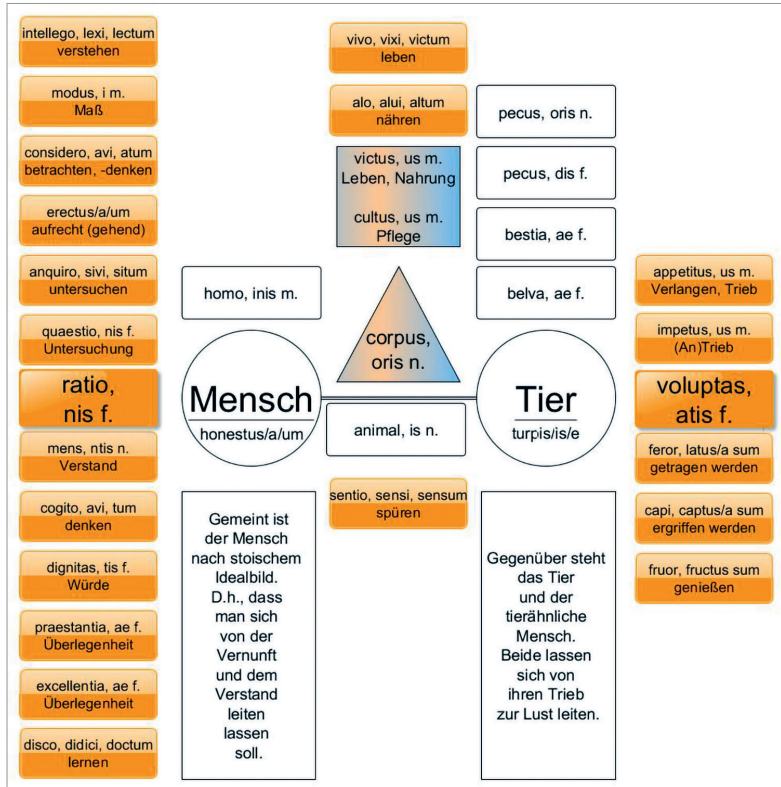 intellego, lexi, lectum
verstehen
modus, i m.
Maß
considero, avi, atum
betrachten, -denken
erectus/a/um
aufrecht (gehend)
anquiro, sivi, situm
untersuchen
quaestio, nis f.
Untersuchung
ratio,
nis f.
mens, ntis n.
Verstand
cogito, avi, tum
denken
dignitas, tis f.
Würde
praestantia, ae f.
Überlegenheit
excellentia, ae f.
Überlegenheit
disco, didici, doctum
lernen
homo, inis m.
Mensch
honestus/a/um
Gemeint ist
der Mensch
nach stoischem
Idealbild.
D.h., dass
man sich
von der
Vernunft
und dem
Verstand
leiten
lassen
soll.
vivo, vixi, victum
leben
alo, alui, altum
nähren
victus, us m.
Leben, Nahrung
cultus, us m.
Pflege
corpus,
oris n.
animal, is n.
sentio, sensi, sensum
spüren
pecus, oris n.
pecus, dis f.
bestia, ae f.
belva, ae f.
Tier
turpis/is/e
Gegenüber steht
das Tier
und der
tierähnliche
Mensch.
Beide lassen
sich von
ihren Trieb
zur Lust leiten.
appetitus, us m.
Verlangen, Trieb
impetus, us m.
(An)Trieb
voluptas,
atis f.
feror, latus/a sum
getragen werden
capi, captus/a sum
ergriffen werden
fruor, fructus sum
genießen